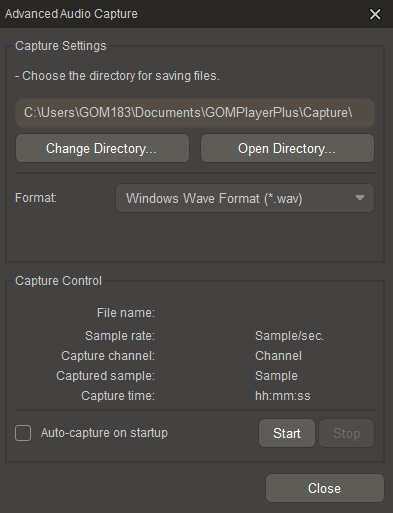 Advanced Audio Capture
Capture Settings
- Choose the directory for saving files.
C:\Users\GOM183\Documents\GOMPlayerPlus\Capture\
Change Directory... Open Directory...
Format: Windows Wave Format (*.wav)
Capture Control
File name:
Sample rate: Sample/sec.
Capture channel: Channel
Captured sample: Sample
Capture time: hh:mm:ss
Auto-capture on startup Start Stop
Close